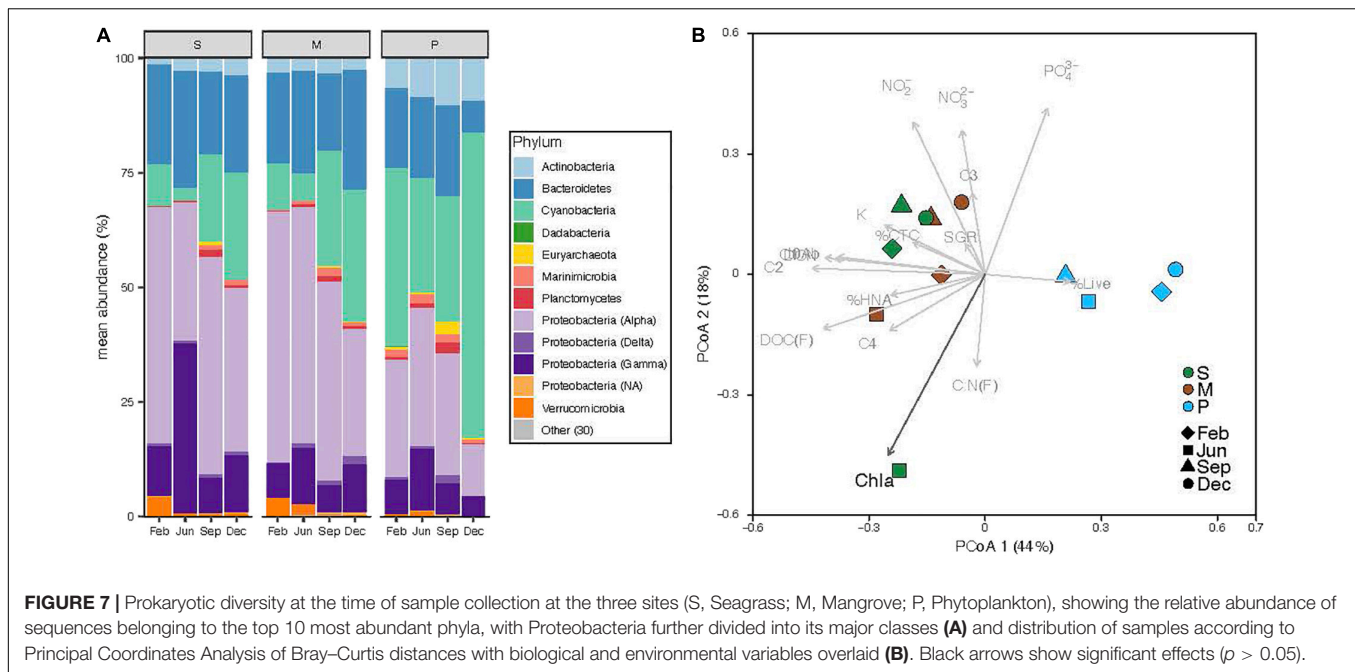 A
S M P
100
75
50
25
0
mean abundance (%)
Feb Jun Sep Dec Feb Jun Sep Dec Feb Jun Sep Dec
Phylum
Actinobacteria
Bacteroidetes
Cyanobacteria
Dadabacteria
Euryarchaeota
Marinimicrobia
Planctomycetes
Proteobacteria (Alpha)
Proteobacteria (Delta)
Proteobacteria (Gamma)
Proteobacteria (NA)
Verrucomicrobia
Other (30)
B
0.6
0.3
0
−0.3
−0.6
PCoA 2 (18%)
NO₂⁻
NO₃²⁻
PO₄³⁻
C3
K
%CTC
SGR
C2
%Live
%HNA
DOC(F)
C4
C:N(F)
Chla
S
M
P
Feb
Jun
Sep
Dec
−0.6 −0.3 0 0.3 0.6 0.7
PCoA 1 (44%)
FIGURE 7 | Prokaryotic diversity at the time of sample collection at the three sites (S, Seagrass; M, Mangrove; P, Phytoplankton), showing the relative abundance of
sequences belonging to the top 10 most abundant phyla, with Proteobacteria further divided into its major classes (A) and distribution of samples according to
Principal Coordinates Analysis of Bray–Curtis distances with biological and environmental variables overlaid (B). Black arrows show significant effects (p > 0.05).